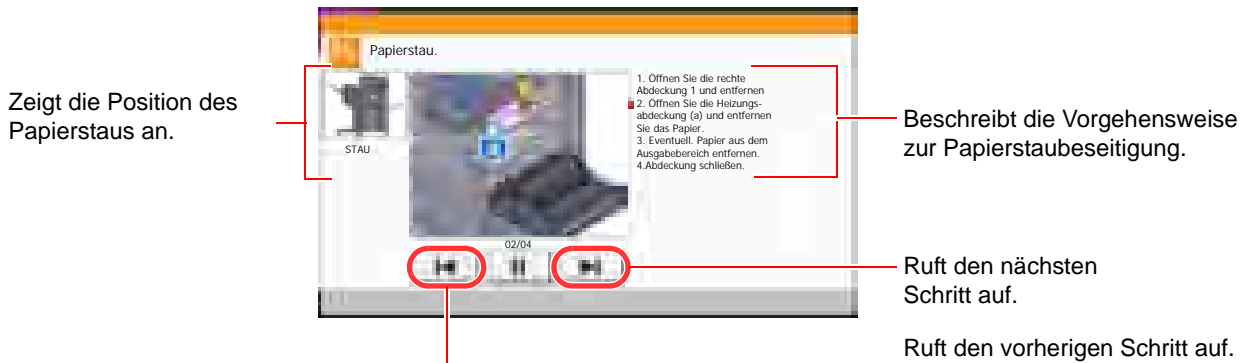 Papierstau.
Zeigt die Position des
Papierstaus an.
STAU
02/04
1. Öffnen Sie die rechte
Abdeckung 1 und entfernen
2. Öffnen Sie die Heizungs-
abdeckung (a) und entfernen
Sie das Papier.
3. Eventuell. Papier aus dem
Ausgabebereich entfernen.
4.Abdeckung schließen.
Beschreibt die Vorgehensweise
zur Papierstaubeseitigung.
Ruft den nächsten
Schritt auf.
Ruft den vorherigen Schritt auf.